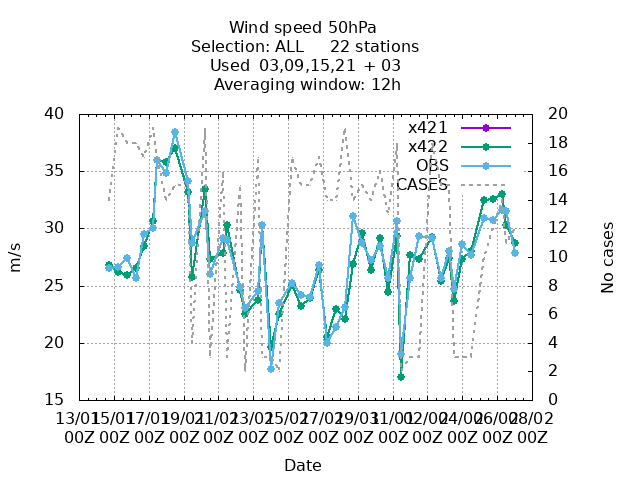 Wind speed 50hPa
Selection: ALL 22 stations
Used 03,09,15,21 + 03
Averaging window: 12h
40
35
30
25
20
15
m/s
20
18
16
14
12
10
8
6
4
2
0
No cases
x421
x422
OBS
CASES
13/01 15/01 17/01 19/01 21/01 23/01 25/01 27/01 29/01 31/01 02/02 04/02 26/02 28/02
00Z 00Z 00Z 00Z 00Z 00Z 00Z 00Z 00Z 00Z 00Z 00Z 00Z 00Z
Date